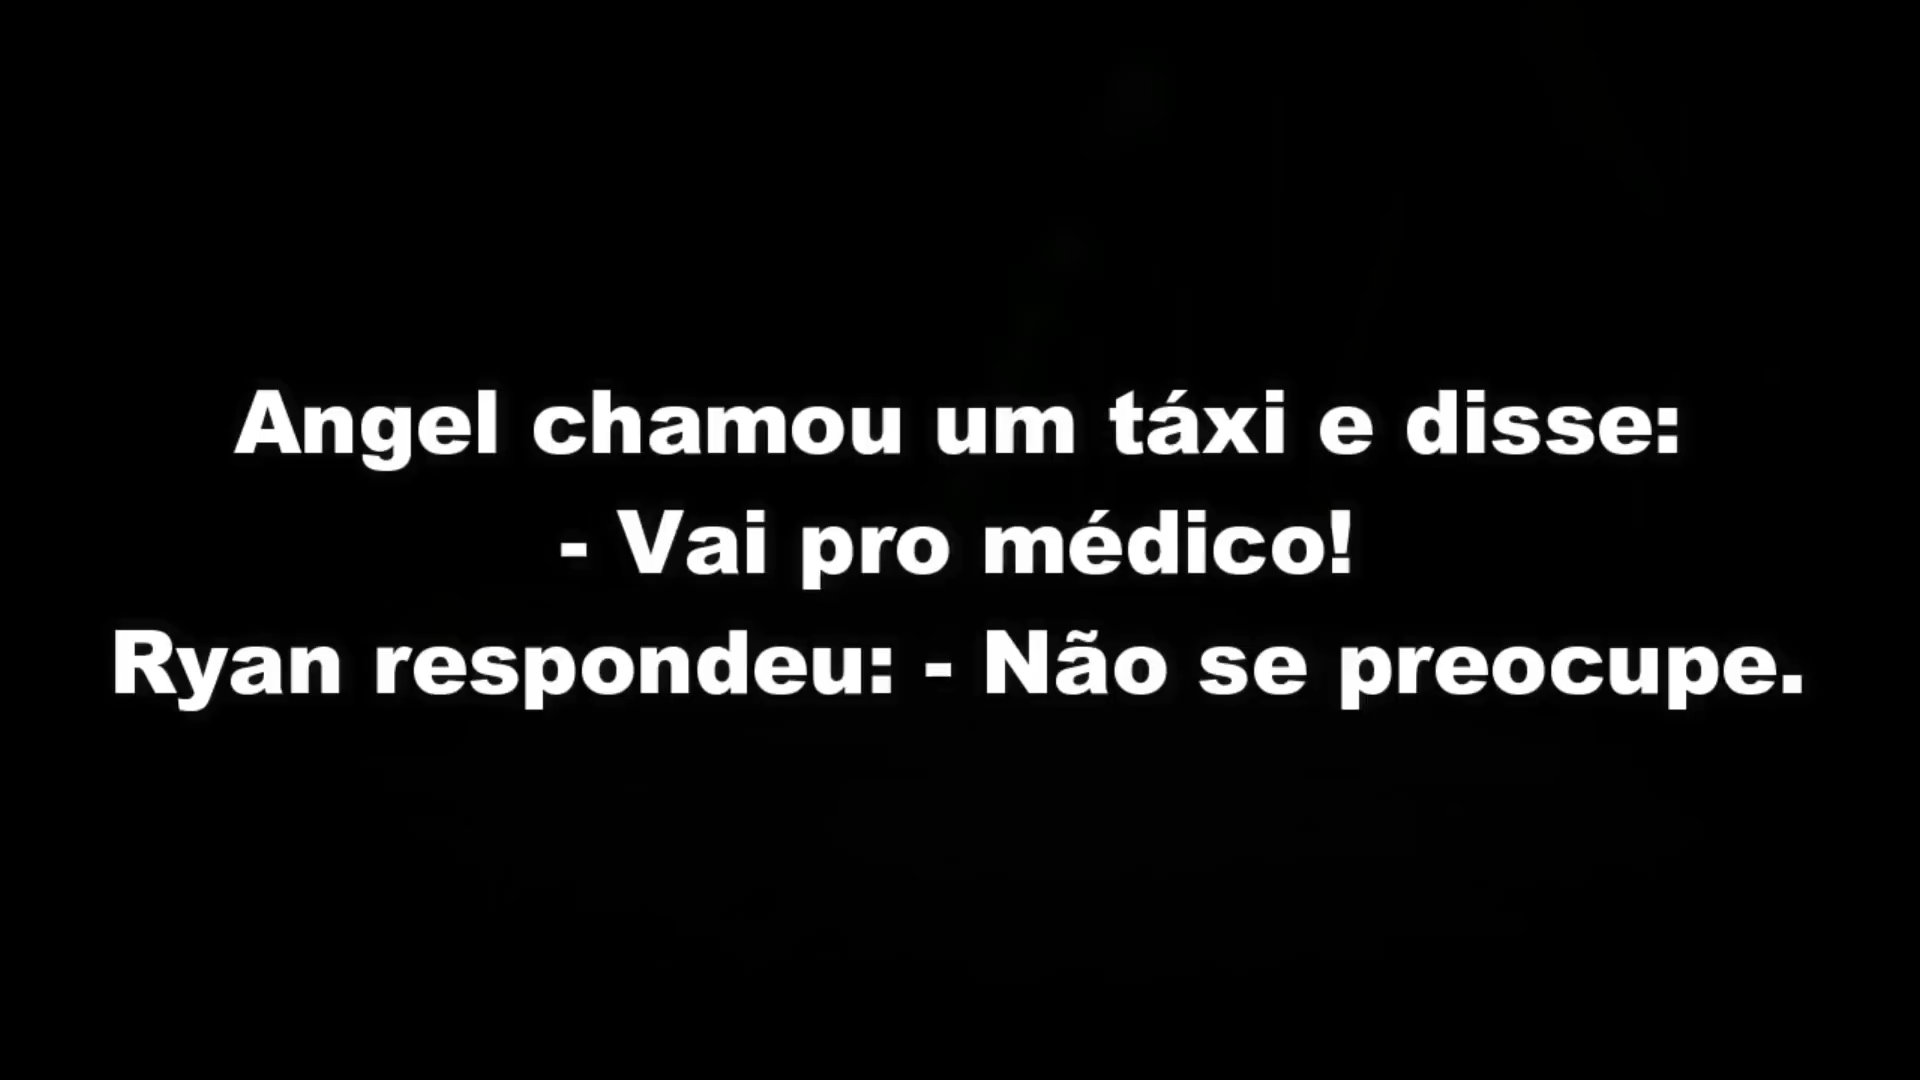 Angel chamou um táxi e disse:
- Vai pro médico!
Ryan respondeu: - Não se preocupe.